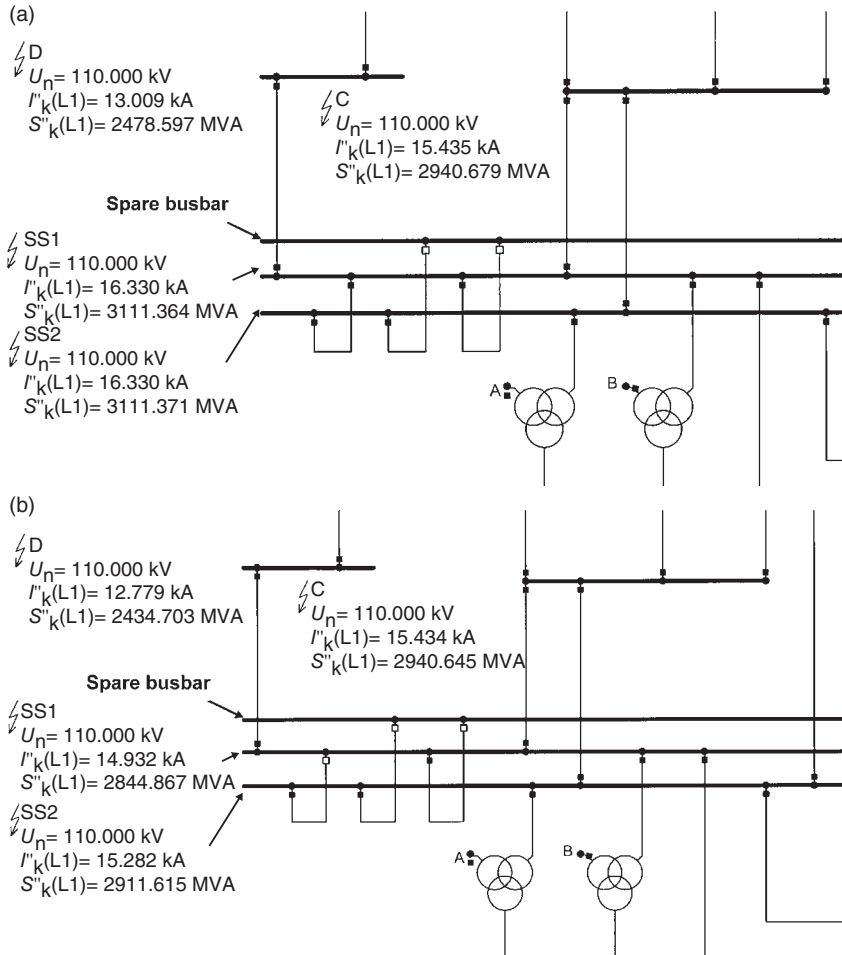 (a)
D
Un= 110.000 kV
I"k(L1)= 13.009 kA
S"k(L1)= 2478.597 MVA
C
Un= 110.000 kV
I"k(L1)= 15.435 kA
S"k(L1)= 2940.679 MVA
Spare busbar
SS1
Un= 110.000 kV
I"k(L1)= 16.330 kA
S"k(L1)= 3111.364 MVA
SS2
Un= 110.000 kV
I"k(L1)= 16.330 kA
S"k(L1)= 3111.371 MVA
A
B
(b)
D
Un= 110.000 kV
I"k(L1)= 12.779 kA
S"k(L1)= 2434.703 MVA
C
Un= 110.000 kV
I"k(L1)= 15.434 kA
S"k(L1)= 2940.645 MVA
Spare busbar
SS1
Un= 110.000 kV
I"k(L1)= 14.932 kA
S"k(L1)= 2844.867 MVA
SS2
Un= 110.000 kV
I"k(L1)= 15.282 kA
S"k(L1)= 2911.615 MVA
A
B